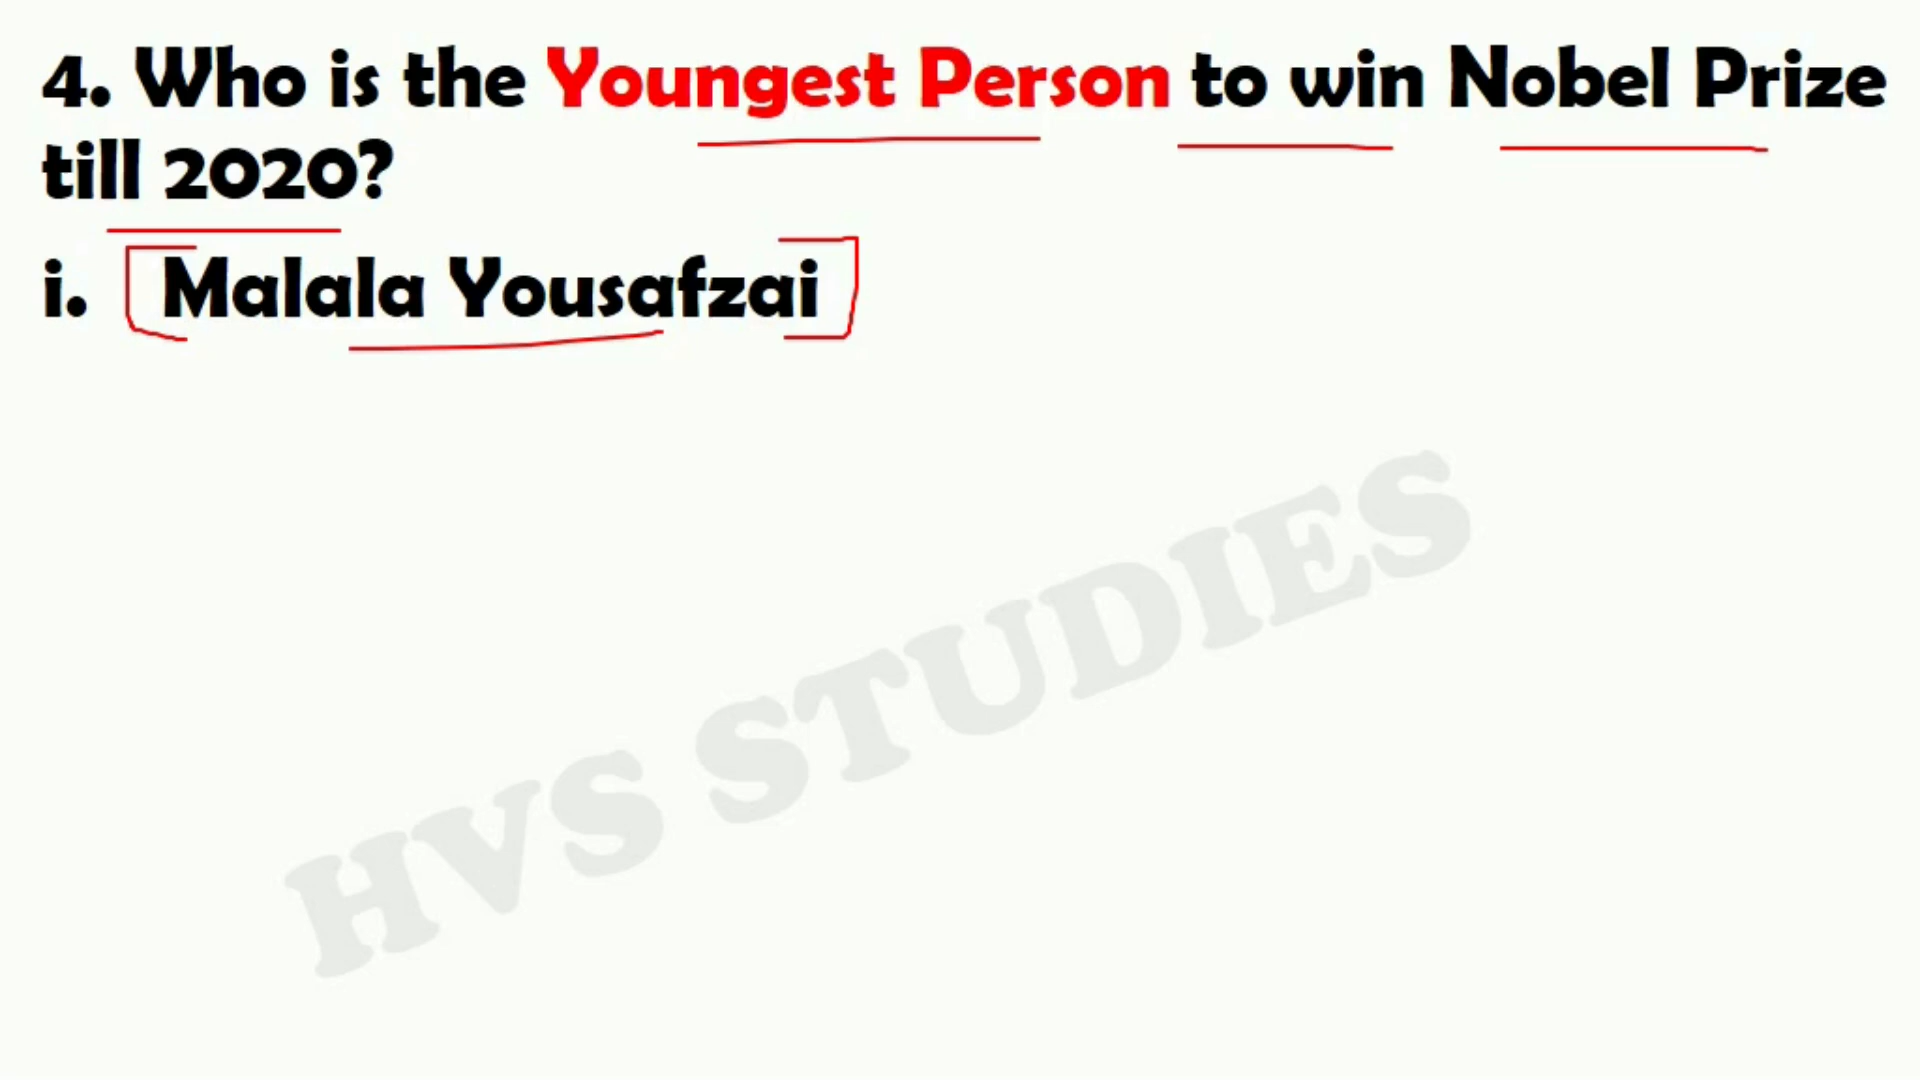 4. Who is the Youngest Person to win Nobel Prize
till 2020?
i. Malala Yousafzai
HVS STUDIES